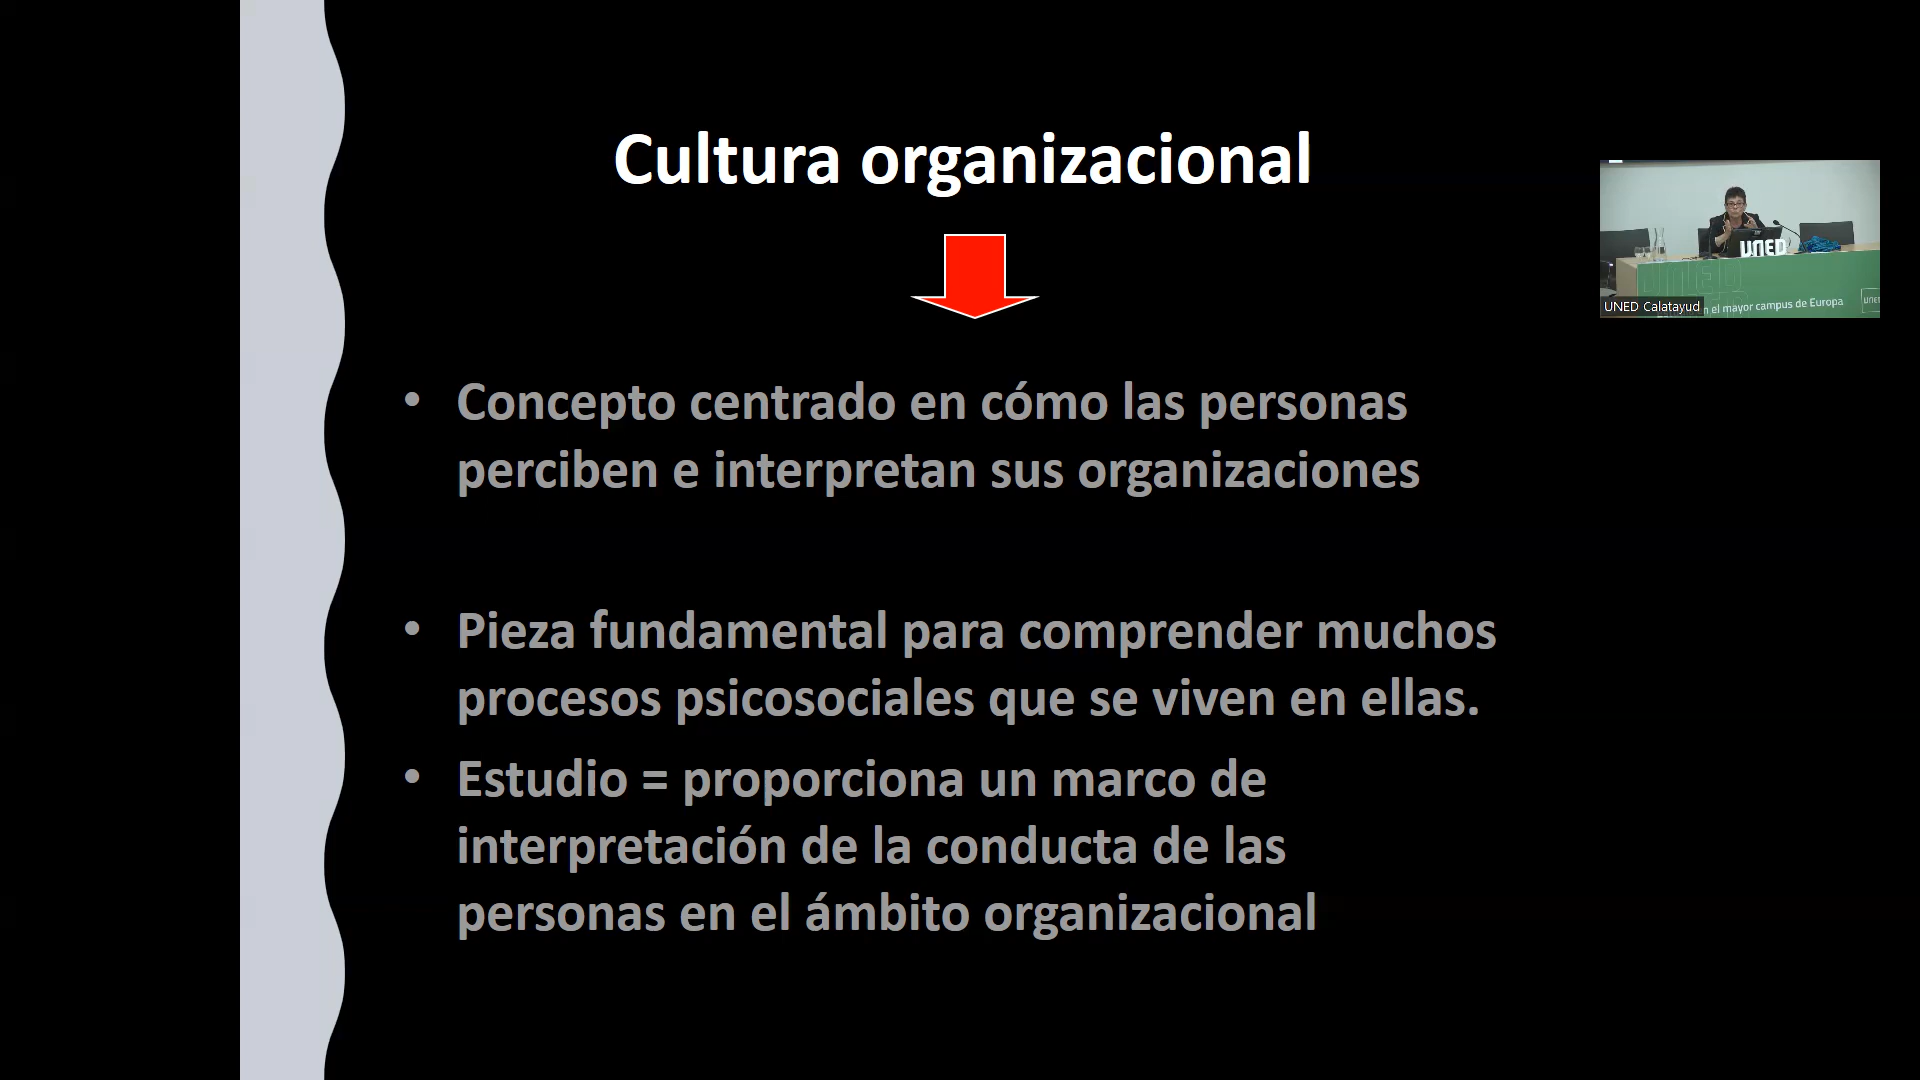 Cultura organizacional
• Concepto centrado en cómo las personas
perciben e interpretan sus organizaciones
• Pieza fundamental para comprender muchos
procesos psicosociales que se viven en ellas.
• Estudio = proporciona un marco de
interpretación de la conducta de las
personas en el ámbito organizacional
UNED
UNED Calatayud
el mayor campus de Europa